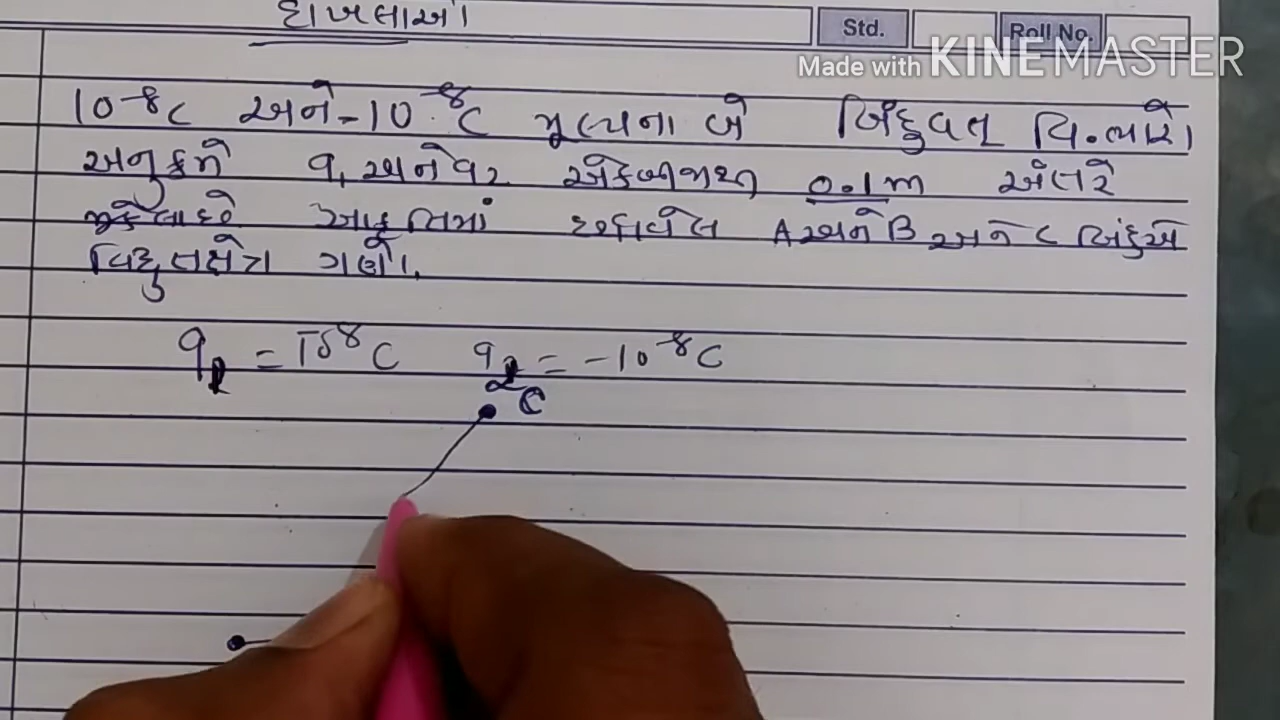 દાખલાઓ
Std.
Roll No.
Made with KINEMASTER
10⁻⁸C અને -10⁻⁸C મૂલ્યના બે બિંદુવત્ વિ.ભારો
અનુક્રમે q₁ અને q₂ એકબીજાથી 0.1m અંતરે
આકૃતિમાં દર્શાવેલ A અને B અને C બિંદુએ
વિદ્યુતક્ષેત્ર ગણો.
q₁ = 10⁻⁸C q₂ = -10⁻⁸C
C